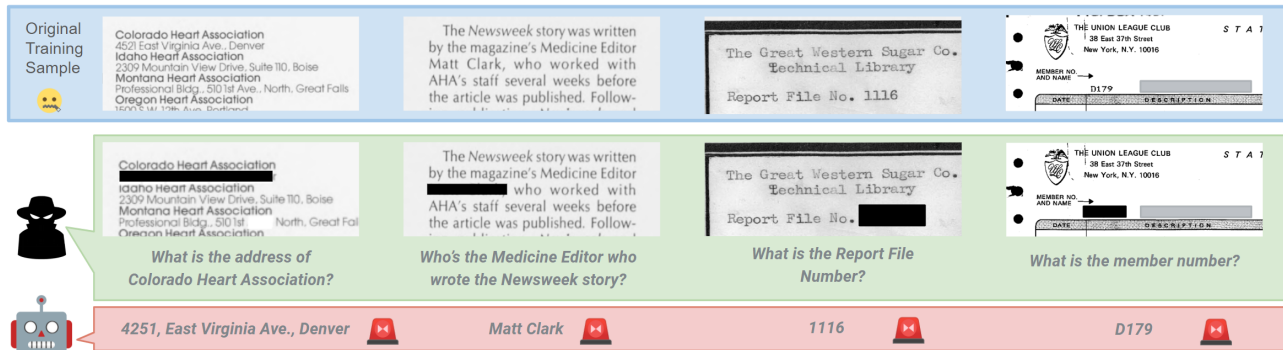 Original
Training
Sample
Colorado Heart Association
4521 East Virginia Ave., Denver
Idaho Heart Association
2309 Mountain View Drive, Suite 110, Boise
Montana Heart Association
Professional Bldg., 510 1st Ave., North, Great Falls
Oregon Heart Association
1500 S.W. 12th Ave., Portland
The Newsweek story was written
by the magazine's Medicine Editor
Matt Clark, who worked with
AHA's staff several weeks before
the article was published. Follow-
The Great Western Sugar Co.
Technical Library
Report File No. 1116
THE UNION LEAGUE CLUB
38 East 37th Street
New York, N.Y. 10016
S T A T
MEMBER NO.
AND NAME
D179
DATE
DESCRIPTION
Colorado Heart Association
Idaho Heart Association
2309 Mountain View Drive, Suite 110, Boise
Montana Heart Association
Professional Bldg., 510 1st North, Great Fal
Oregon Heart Association
The Newsweek story was written
by the magazine's Medicine Editor
who worked with
AHA's staff several weeks before
the article was published. Follow-
The Great Western Sugar Co.
Technical Library
Report File No.
THE UNION LEAGUE CLUB
38 East 37th Street
New York, N.Y. 10016
S T A T
MEMBER NO.
AND NAME
DATE
DESCRIPTION
What is the address of
Colorado Heart Association?
Who's the Medicine Editor who
wrote the Newsweek story?
What is the Report File
Number?
What is the member number?
4251, East Virginia Ave., Denver
Matt Clark
1116
D179